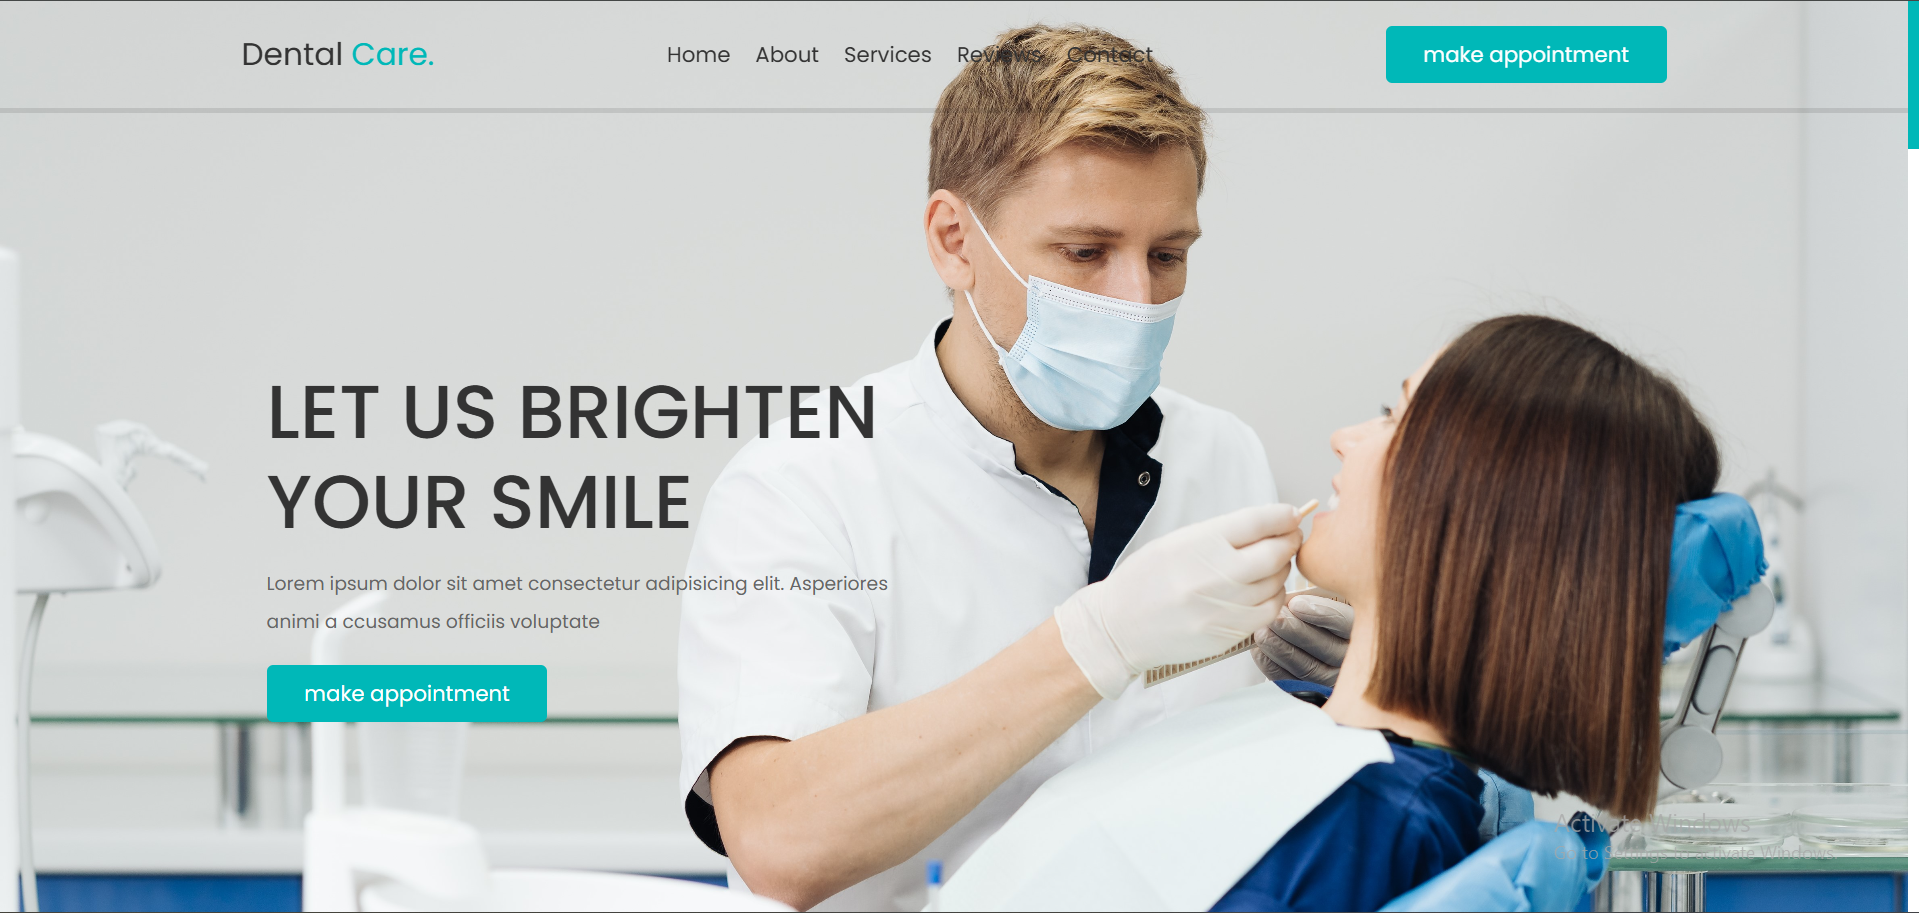 Dental Care.
Home About Services Reviews Contact
make appointment
LET US BRIGHTEN
YOUR SMILE
Lorem ipsum dolor sit amet consectetur adipisicing elit. Asperiores
animi a ccusamus officiis voluptate
make appointment
Activate Windows
Go to Settings to activate Windows.